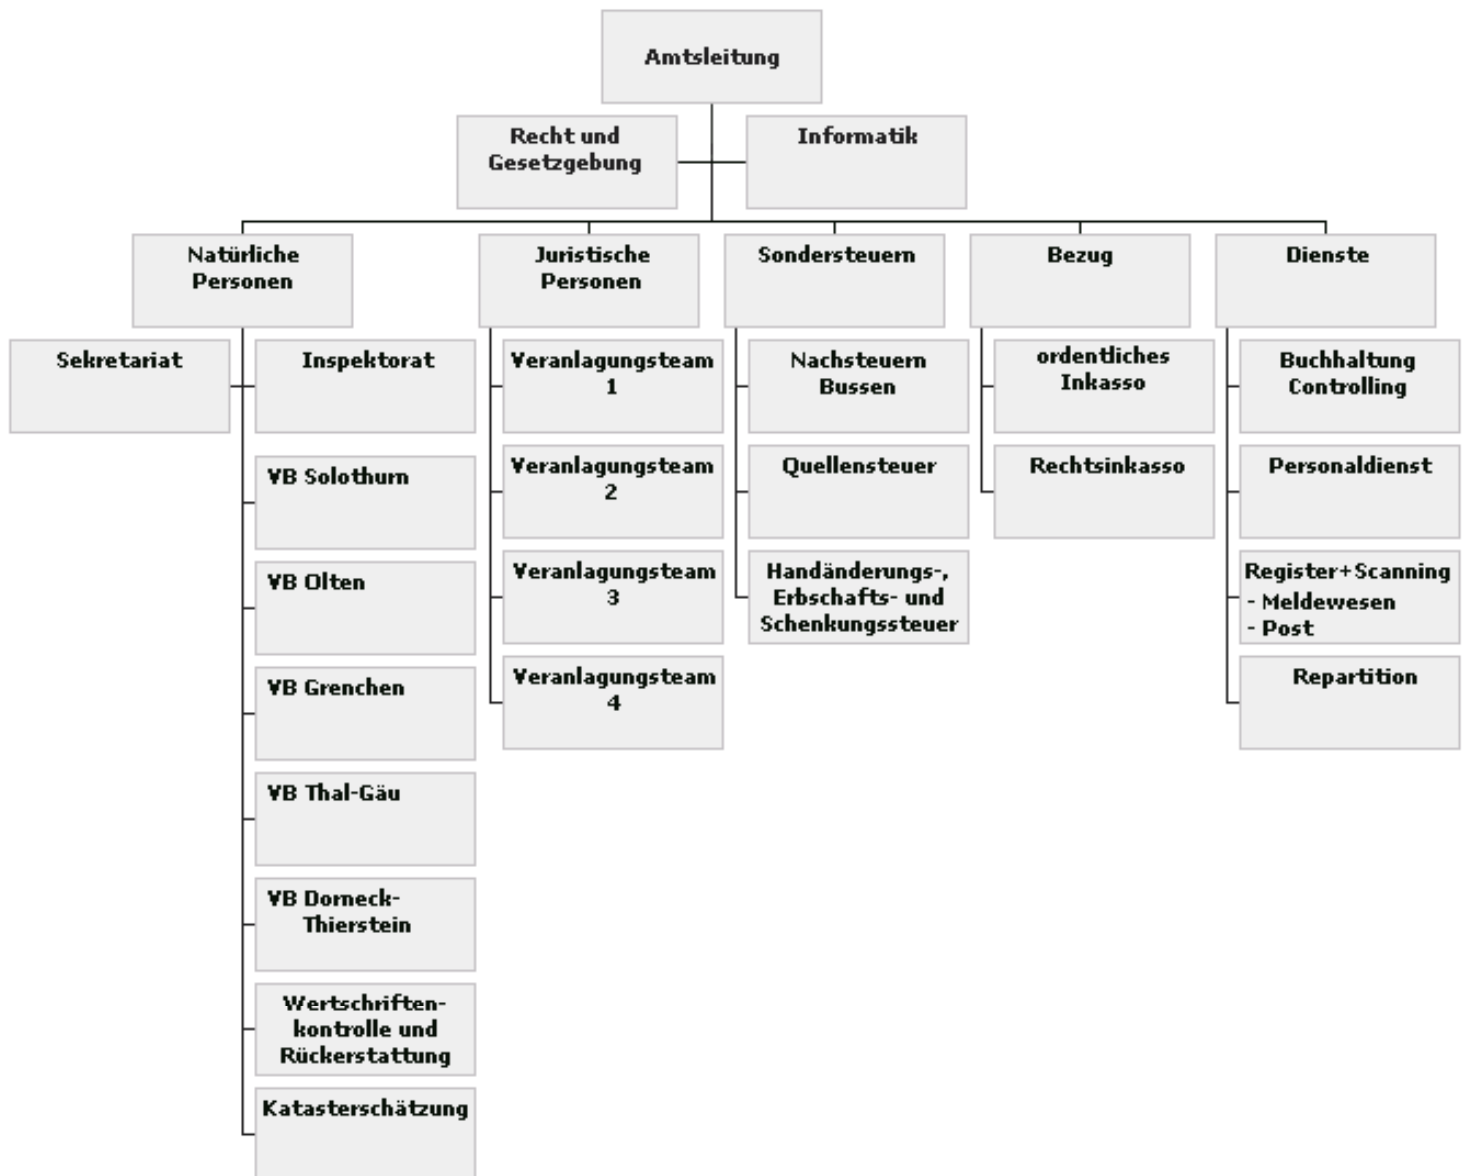 Amtsleitung
Recht und
Gesetzgebung
Informatik
Natürliche
Personen
Juristische
Personen
Sondersteuern
Bezug
Dienste
Sekretariat
Inspektorat
VB Solothurn
VB Olten
VB Grenchen
VB Thal-Gäu
VB Dorneck-
Thierstein
Wertschriften-
kontrolle und
Rückerstattung
Katasterschätzung
Veranlagungsteam
1
Veranlagungsteam
2
Veranlagungsteam
3
Veranlagungsteam
4
Nachsteuern
Bussen
Quellensteuer
Handänderungs-,
Erbschafts- und
Schenkungssteuer
ordentliches
Inkasso
Rechtsinkasso
Buchhaltung
Controlling
Personaldienst
Register+Scanning
- Meldewesen
- Post
Repartition